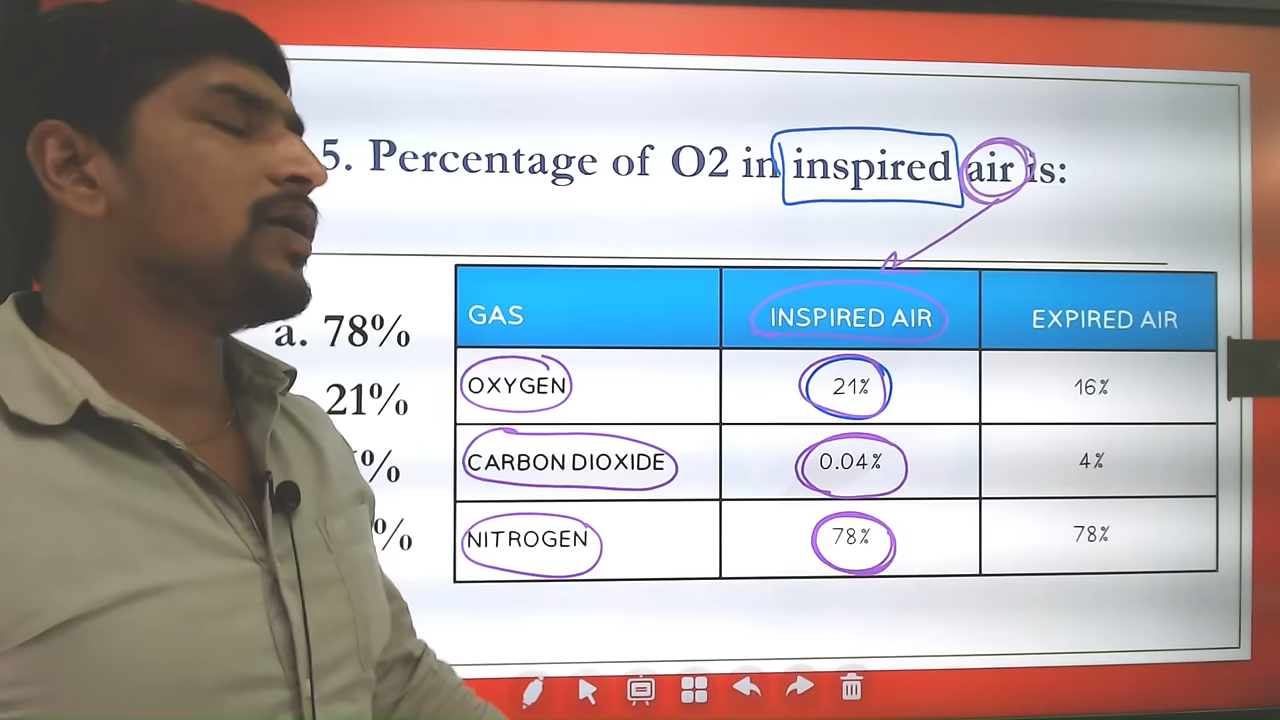 5. Percentage of O2 in inspired air is:
a. 78%
21%
%
%
GAS INSPIRED AIR EXPIRED AIR
OXYGEN 21% 16%
CARBON DIOXIDE 0.04% 4%
NITROGEN 78% 78%